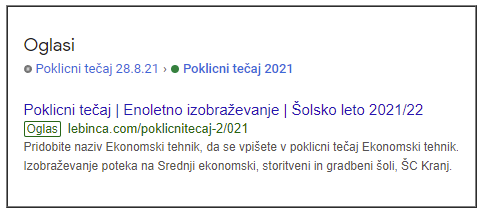 Oglasi
Poklicni tečaj 28.8.21 › Poklicni tečaj 2021
Poklicni tečaj | Enoletno izobraževanje | Šolsko leto 2021/22
Oglas lebinca.com/poklicnitecaj-2/021
Pridobite naziv Ekonomski tehnik, da se vpišete v poklicni tečaj Ekonomski tehnik.
Izobraževanje poteka na Srednji ekonomski, storitveni in gradbeni šoli, ŠC Kranj.